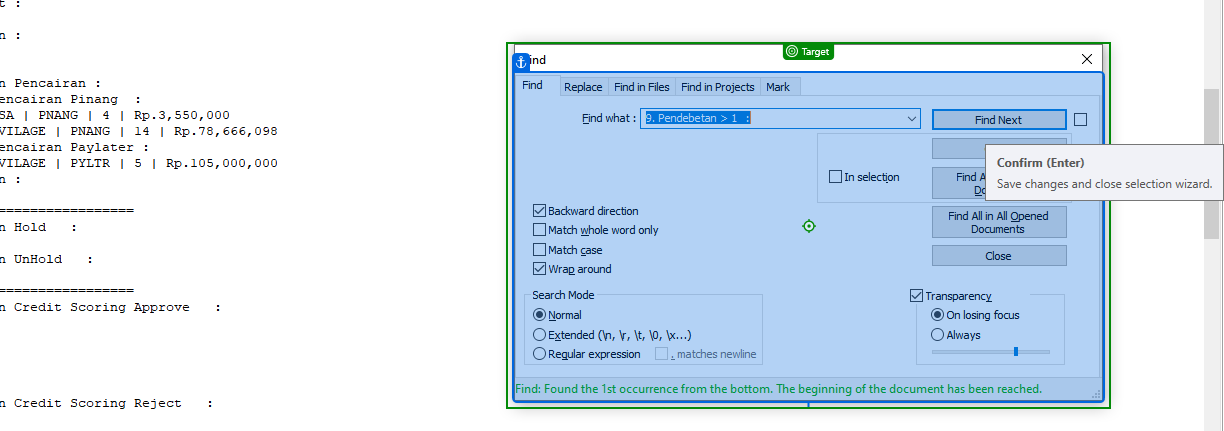 t :
n :
n Pencairan :
encairan Pinang  :
SA | PNANG | 4 | Rp.3,550,000
VILAGE | PNANG | 14 | Rp.78,666,098
encairan Paylater :
VILAGE | PYLTR | 5 | Rp.105,000,000
n :
=================
n Hold   :
n UnHold   :
=================
n Credit Scoring Approve   :
n Credit Scoring Reject   :
Target
ind
Find Replace Find in Files Find in Projects Mark
Find what : 9. Pendebetan > 1  : Find Next
Confirm (Enter)
Save changes and close selection wizard.
In selection
Find A
Do
Backward direction
Find All in All Opened Documents
Match whole word only
Match case
Close
Wrap around
Search Mode
Normal
Extended (\n, \r, \t, \0, \x...)
Regular expression . matches newline
Transparency
On losing focus
Always
Find: Found the 1st occurrence from the bottom. The beginning of the document has been reached.